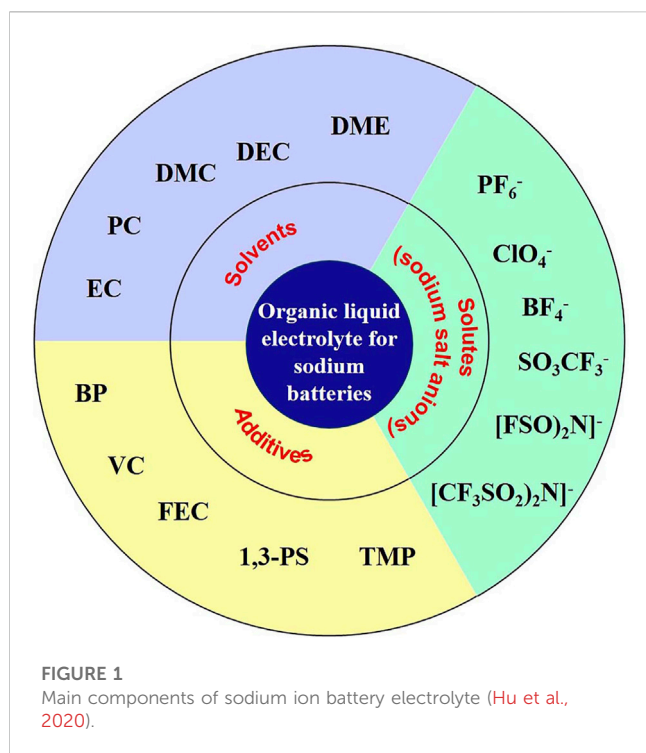 DME
DEC
DMC
PC
EC
Solvents
PF₆⁻
ClO₄⁻
BF₄⁻
SO₃CF₃⁻
[FSO)₂N]⁻
[CF₃SO₂)₂N]⁻
Solutes
(sodium salt anions)
Organic liquid
electrolyte for
sodium
batteries
Additives
BP
VC
FEC
1,3-PS
TMP
FIGURE 1
Main components of sodium ion battery electrolyte (Hu et al.,
2020).